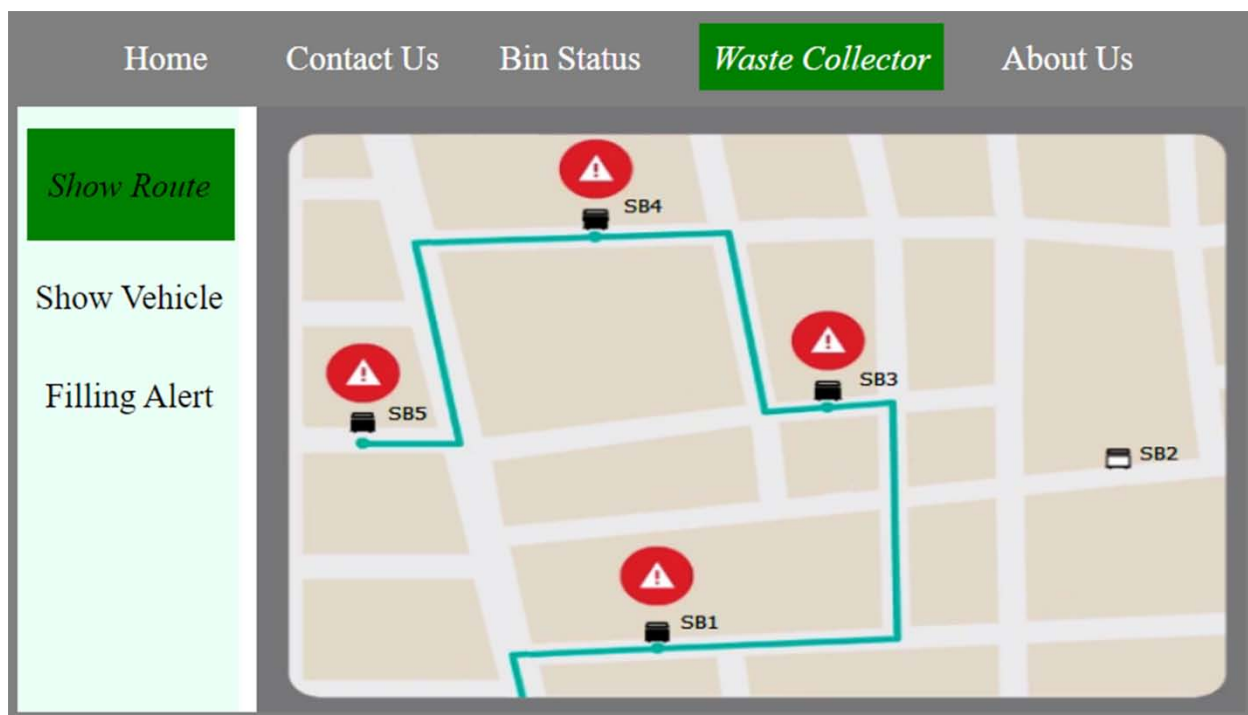 Home Contact Us Bin Status Waste Collector About Us
Show Route
Show Vehicle
Filling Alert
SB4
SB3
SB5
SB2
SB1